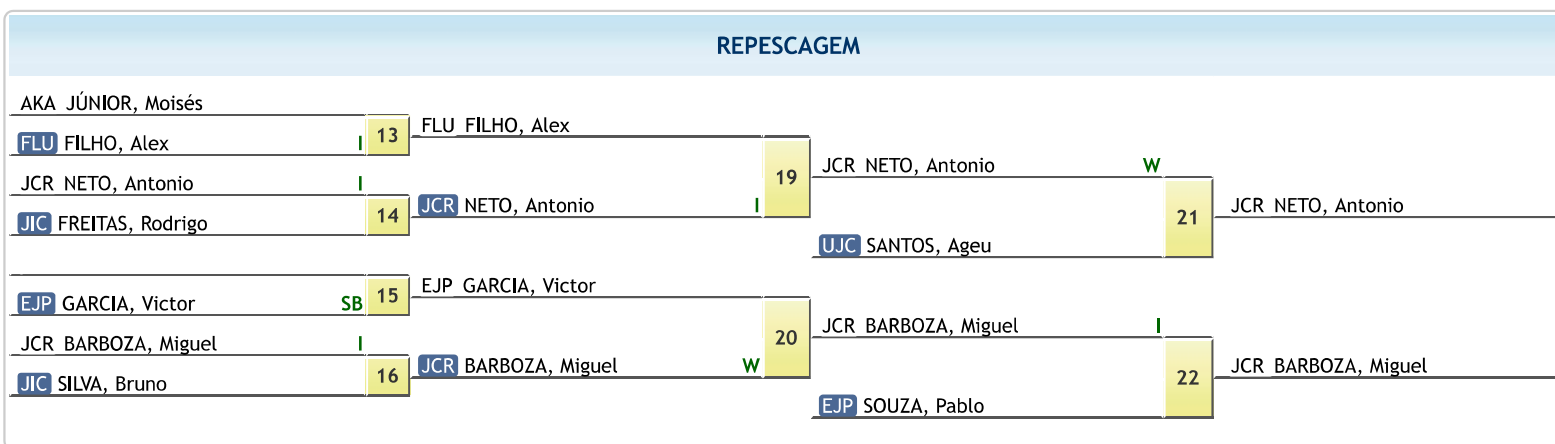 REPESCAGEM
AKA JÚNIOR, Moisés
FLU FILHO, Alex I
13
FLU FILHO, Alex
JCR NETO, Antonio I
JIC FREITAS, Rodrigo
14
JCR NETO, Antonio I
19
JCR NETO, Antonio W
UJC SANTOS, Ageu
21
JCR NETO, Antonio
EJP GARCIA, Victor SB
15
EJP GARCIA, Victor
JCR BARBOZA, Miguel I
JIC SILVA, Bruno
16
JCR BARBOZA, Miguel W
20
JCR BARBOZA, Miguel I
EJP SOUZA, Pablo
22
JCR BARBOZA, Miguel